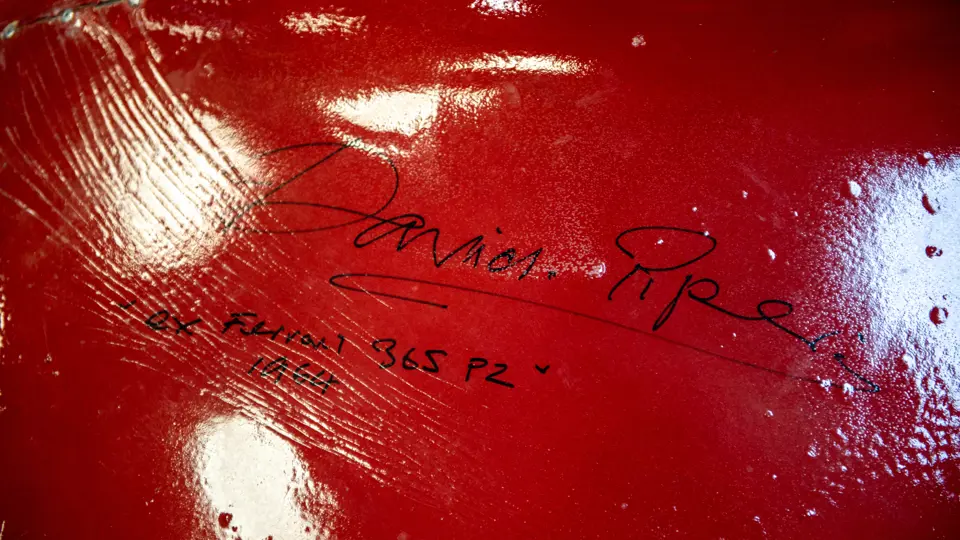 David Piper
"ex Ferrari 365 P2"
1964